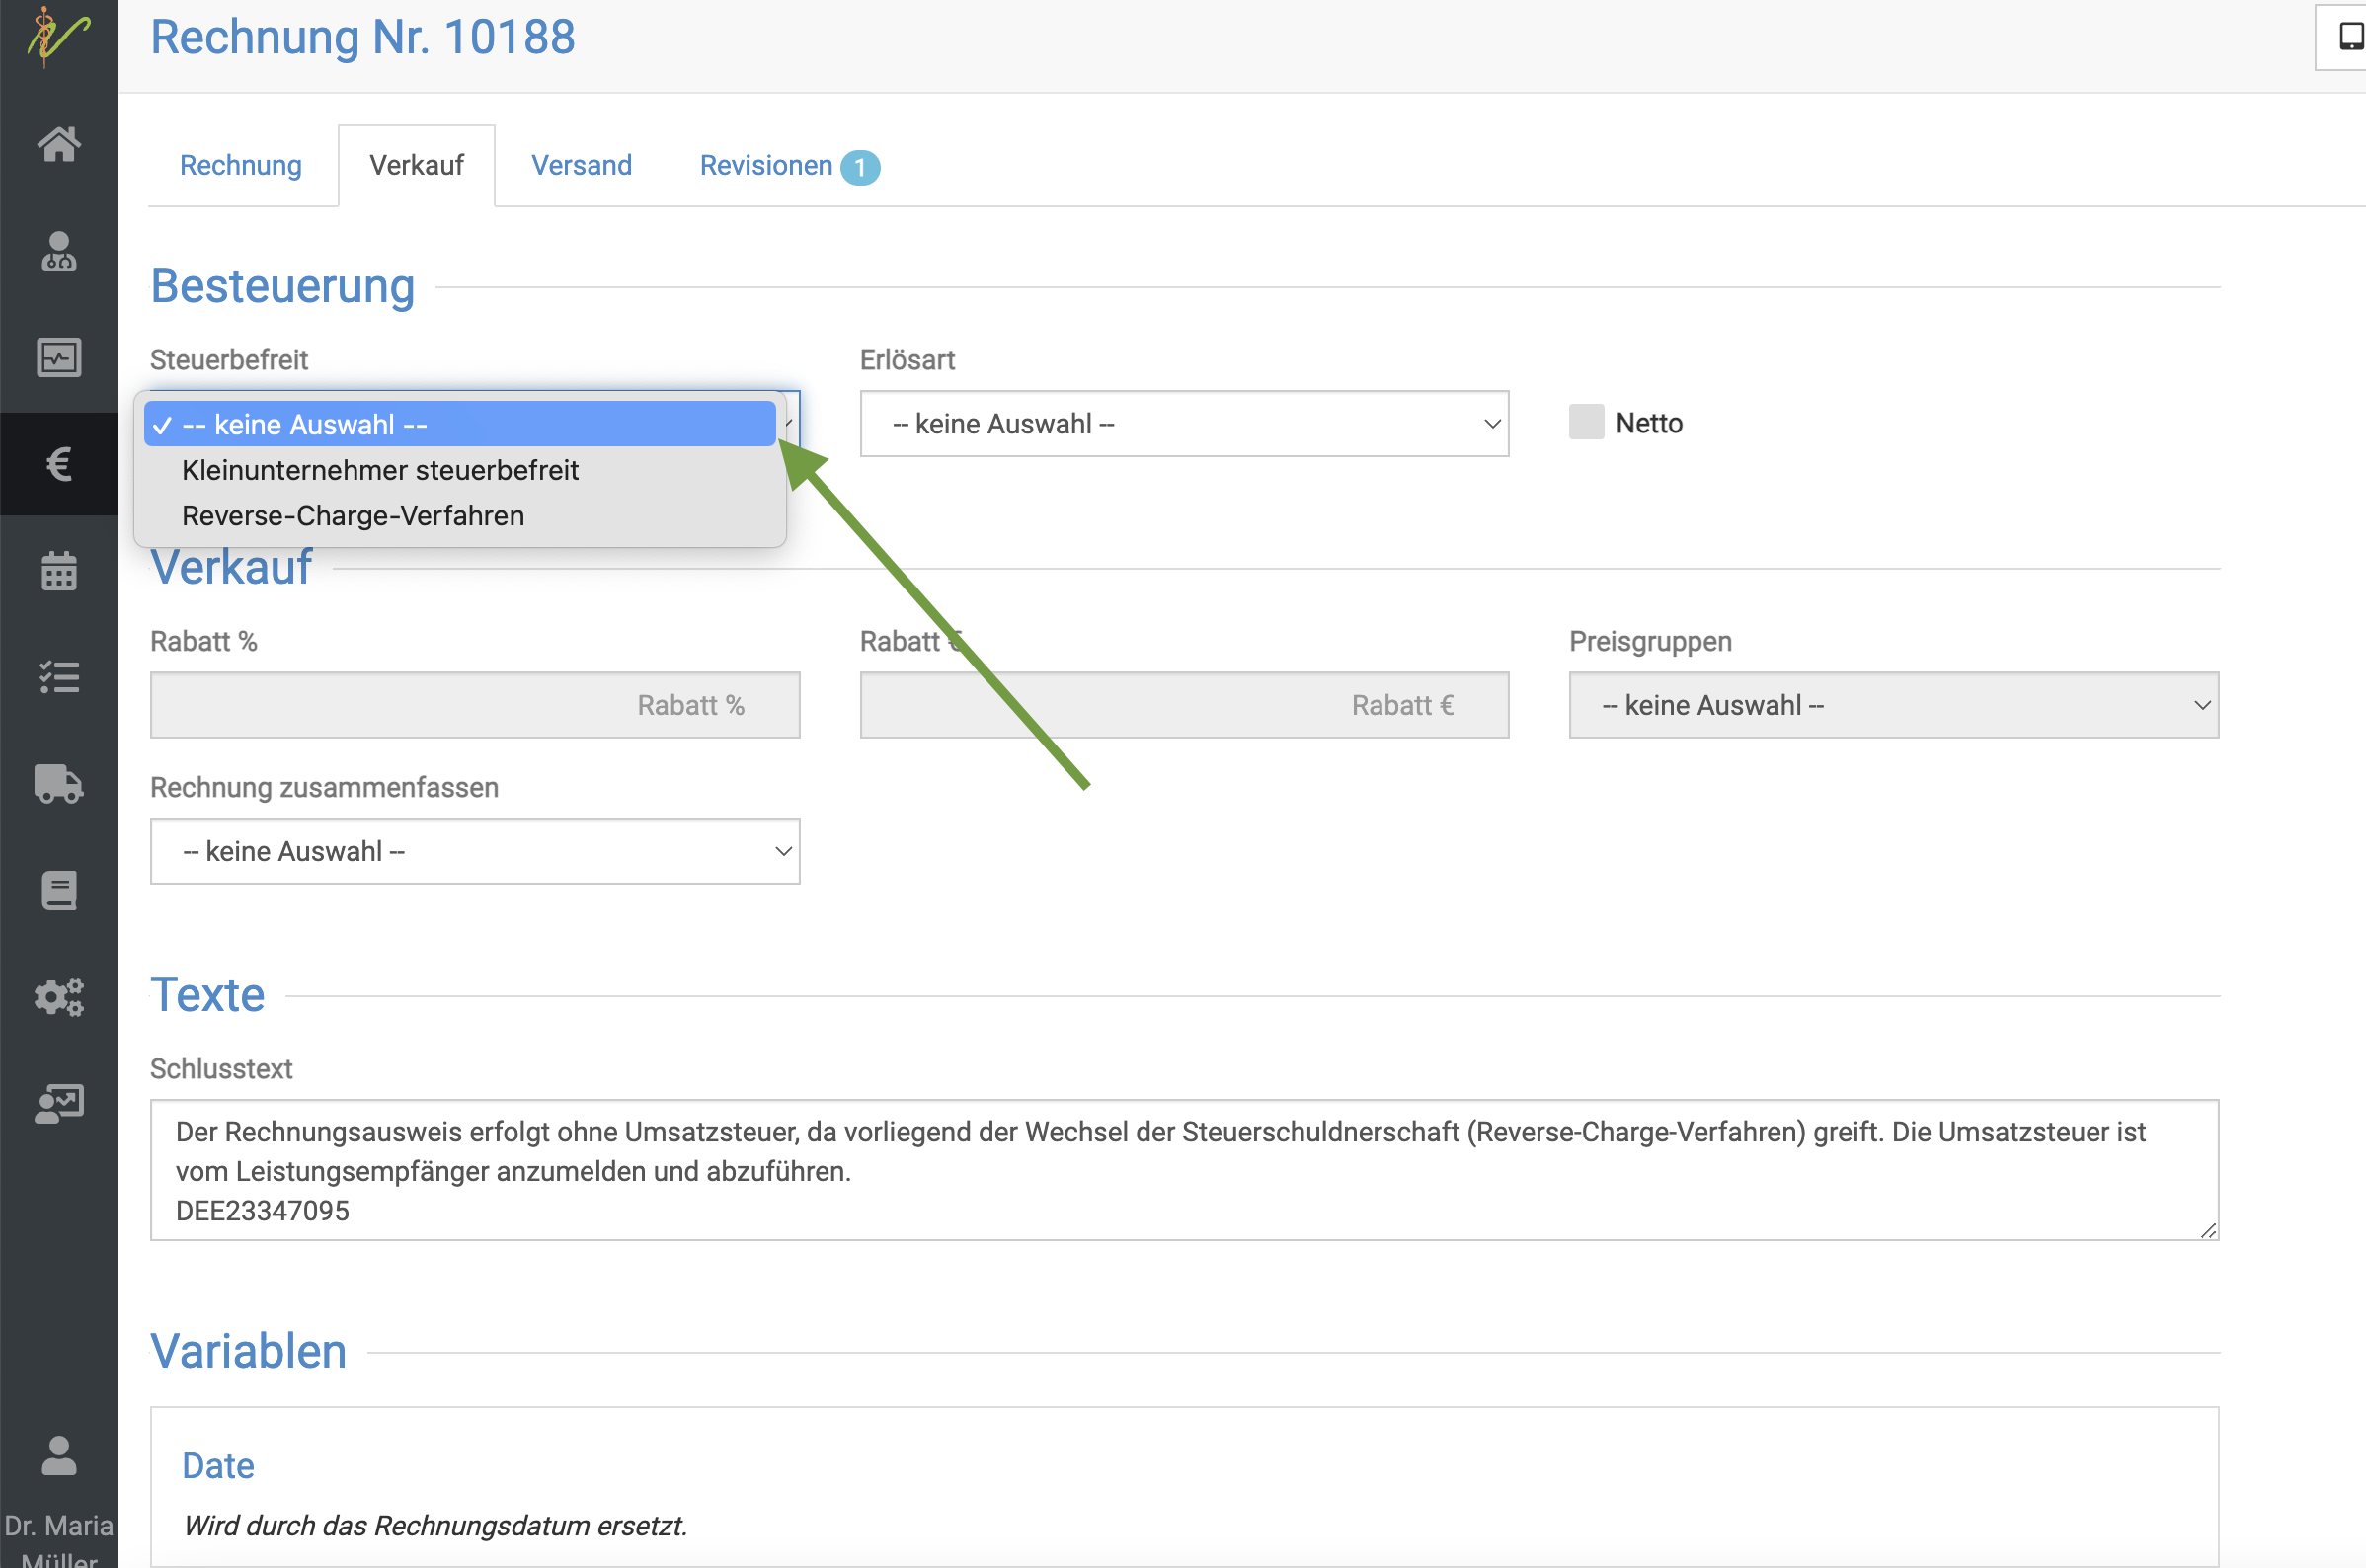 Rechnung Nr. 10188
Rechnung
Verkauf
Versand
Revisionen 1
Besteuerung
Steuerbefreit
Erlösart
✓ -- keine Auswahl --
Kleinunternehmer steuerbefreit
Reverse-Charge-Verfahren
-- keine Auswahl --
Netto
€
Verkauf
Rabatt %
Rabatt €
Preisgruppen
Rabatt %
Rabatt €
-- keine Auswahl --
Rechnung zusammenfassen
-- keine Auswahl --
Texte
Schlusstext
Der Rechnungsausweis erfolgt ohne Umsatzsteuer, da vorliegend der Wechsel der Steuerschuldnerschaft (Reverse-Charge-Verfahren) greift. Die Umsatzsteuer ist
vom Leistungsempfänger anzumelden und abzuführen.
DEE23347095
Variablen
Date
Wird durch das Rechnungsdatum ersetzt.
Dr. Maria
Müller